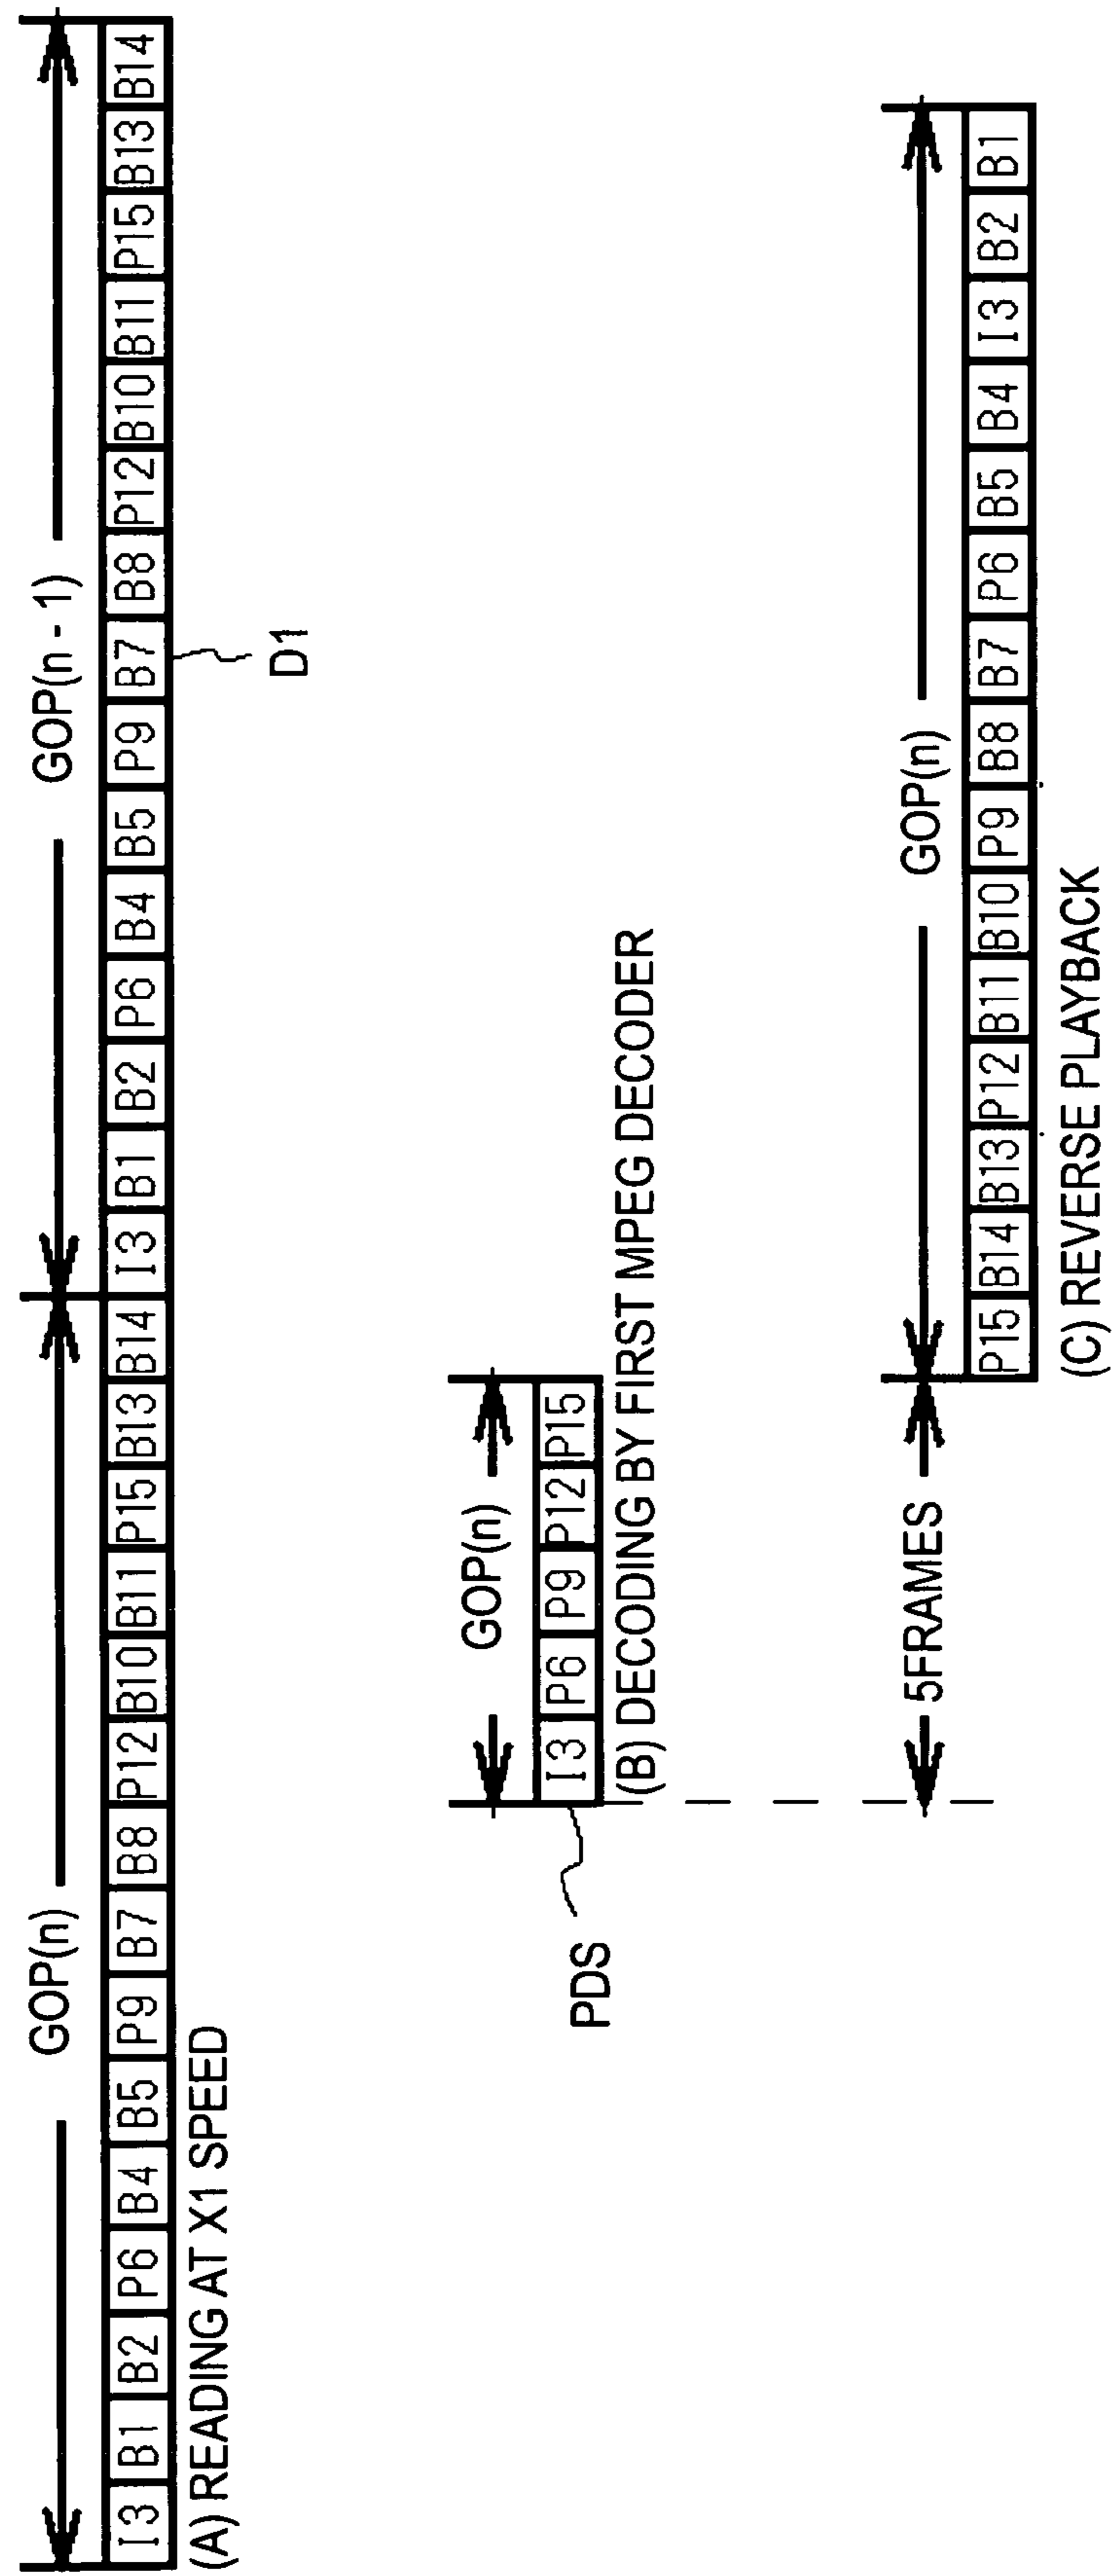 GOP(n) GOP(n - 1)
I3 B1 B2 P6 B4 B5 P9 B7 B8 P12 B10 B11 P15 B13 B14 I3 B1 B2 P6 B4 B5 P9 B7 B8 P12 B10 B11 P15 B13 B14
(A) READING AT X1 SPEED
D1
GOP(n)
I3 P6 P9 P12 P15
PDS
(B) DECODING BY FIRST MPEG DECODER
5FRAMES
GOP(n)
P15 B14 B13 P12 B11 B10 P9 B8 B7 P6 B5 B4 I3 B2 B1
(C) REVERSE PLAYBACK